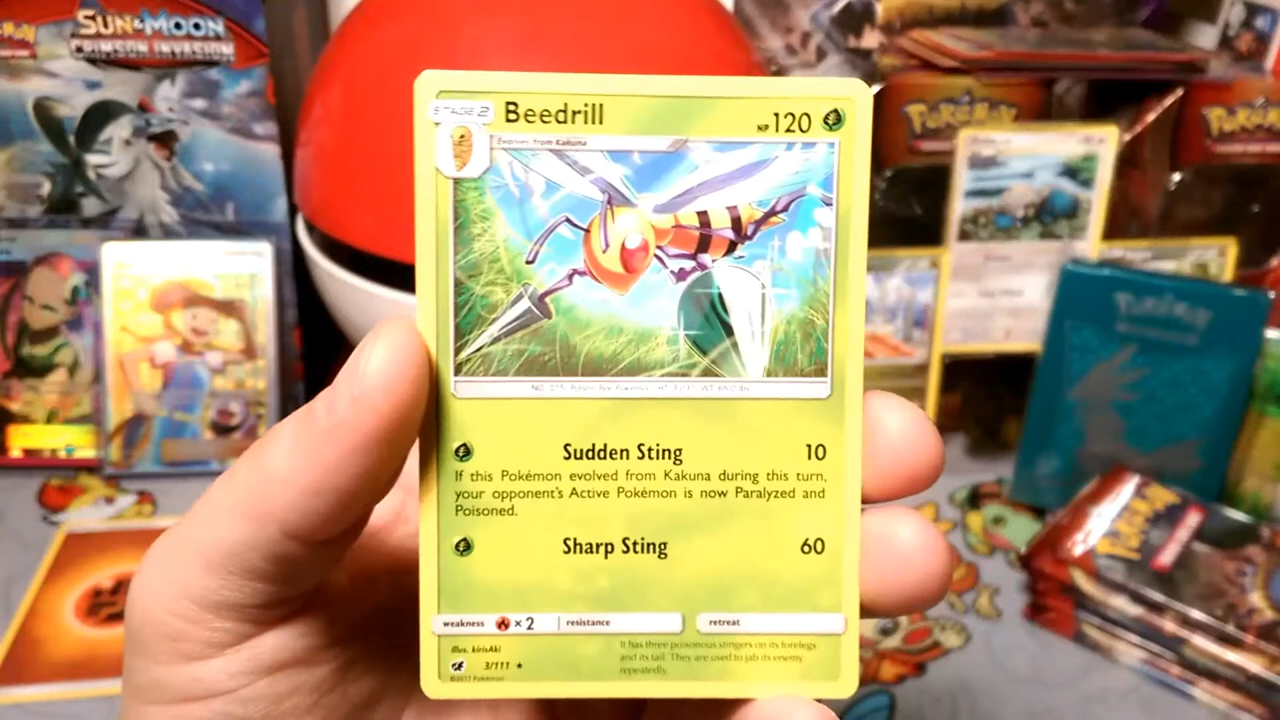 SUN & MOON
CRIMSON INVASION
STAGE 2
Beedrill
HP 120
Evolves from Kakuna
Sudden Sting 10
If this Pokémon evolved from Kakuna during this turn,
your opponent's Active Pokémon is now Paralyzed and
Poisoned.
Sharp Sting 60
weakness × 2 resistance retreat
Illus. kirisAki
3/111
©2017 Pokémon
It has three poisonous stingers on its forelegs
and its tail. They are used to jab its enemy
repeatedly.
POKéMON
POKéMON
Pokémon
POKéMON